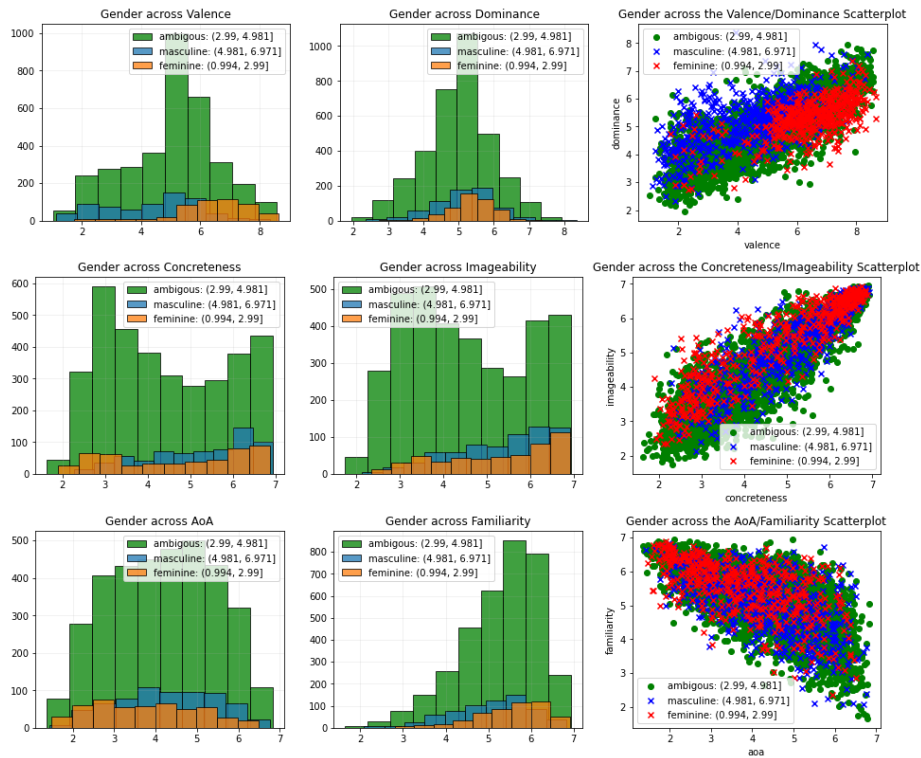 Gender across Valence
ambigous: (2.99, 4.981]
masculine: (4.981, 6.971]
feminine: (0.994, 2.99]
1000
800
600
400
200
0
2
4
6
8
Gender across Dominance
ambigous: (2.99, 4.981]
masculine: (4.981, 6.971]
feminine: (0.994, 2.99]
1000
800
600
400
200
0
2
3
4
5
6
7
8
Gender across the Valence/Dominance Scatterplot
ambigous: (2.99, 4.981]
masculine: (4.981, 6.971]
feminine: (0.994, 2.99]
dominance
8
7
6
5
4
3
2
2
4
6
8
valence
Gender across Concreteness
ambigous: (2.99, 4.981]
masculine: (4.981, 6.971]
feminine: (0.994, 2.99]
600
500
400
300
200
100
0
2
3
4
5
6
7
Gender across Imageability
ambigous: (2.99, 4.981]
masculine: (4.981, 6.971]
feminine: (0.994, 2.99]
500
400
300
200
100
0
2
3
4
5
6
7
Gender across the Concreteness/Imageability Scatterplot
imageability
7
6
5
4
3
2
ambigous: (2.99, 4.981]
masculine: (4.981, 6.971]
feminine: (0.994, 2.99]
2
3
4
5
6
7
concreteness
Gender across AoA
ambigous: (2.99, 4.981]
masculine: (4.981, 6.971]
feminine: (0.994, 2.99]
500
400
300
200
100
0
2
3
4
5
6
7
Gender across Familiarity
ambigous: (2.99, 4.981]
masculine: (4.981, 6.971]
feminine: (0.994, 2.99]
800
700
600
500
400
300
200
100
0
2
3
4
5
6
7
Gender across the AoA/Familiarity Scatterplot
familiarity
7
6
5
4
3
2
ambigous: (2.99, 4.981]
masculine: (4.981, 6.971]
feminine: (0.994, 2.99]
2
3
4
5
6
7
aoa